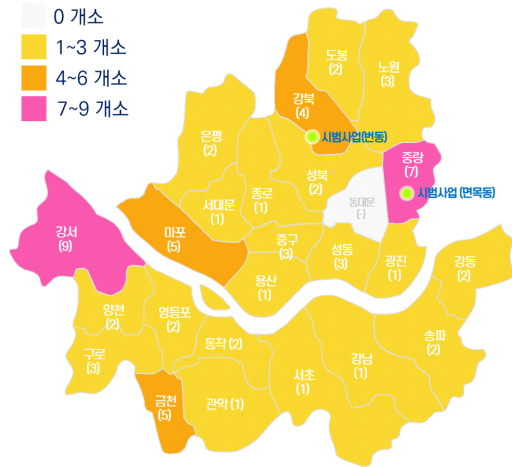 0 개소
1~3 개소
4~6 개소
7~9 개소
도봉
(2)
노원
(3)
강북
(4)
시범사업(번동)
은평
(2)
성북
(2)
중랑
(7)
시범사업 (면목동)
동대문
(-)
서대문
(1)
종로
(1)
강서
(9)
마포
(5)
중구
(3)
성동
(3)
광진
(1)
강동
(2)
용산
(1)
양천
(2)
영등포
(2)
동작 (2)
송파
(2)
구로
(3)
강남
(1)
서초
(1)
금천
(5)
관악 (1)